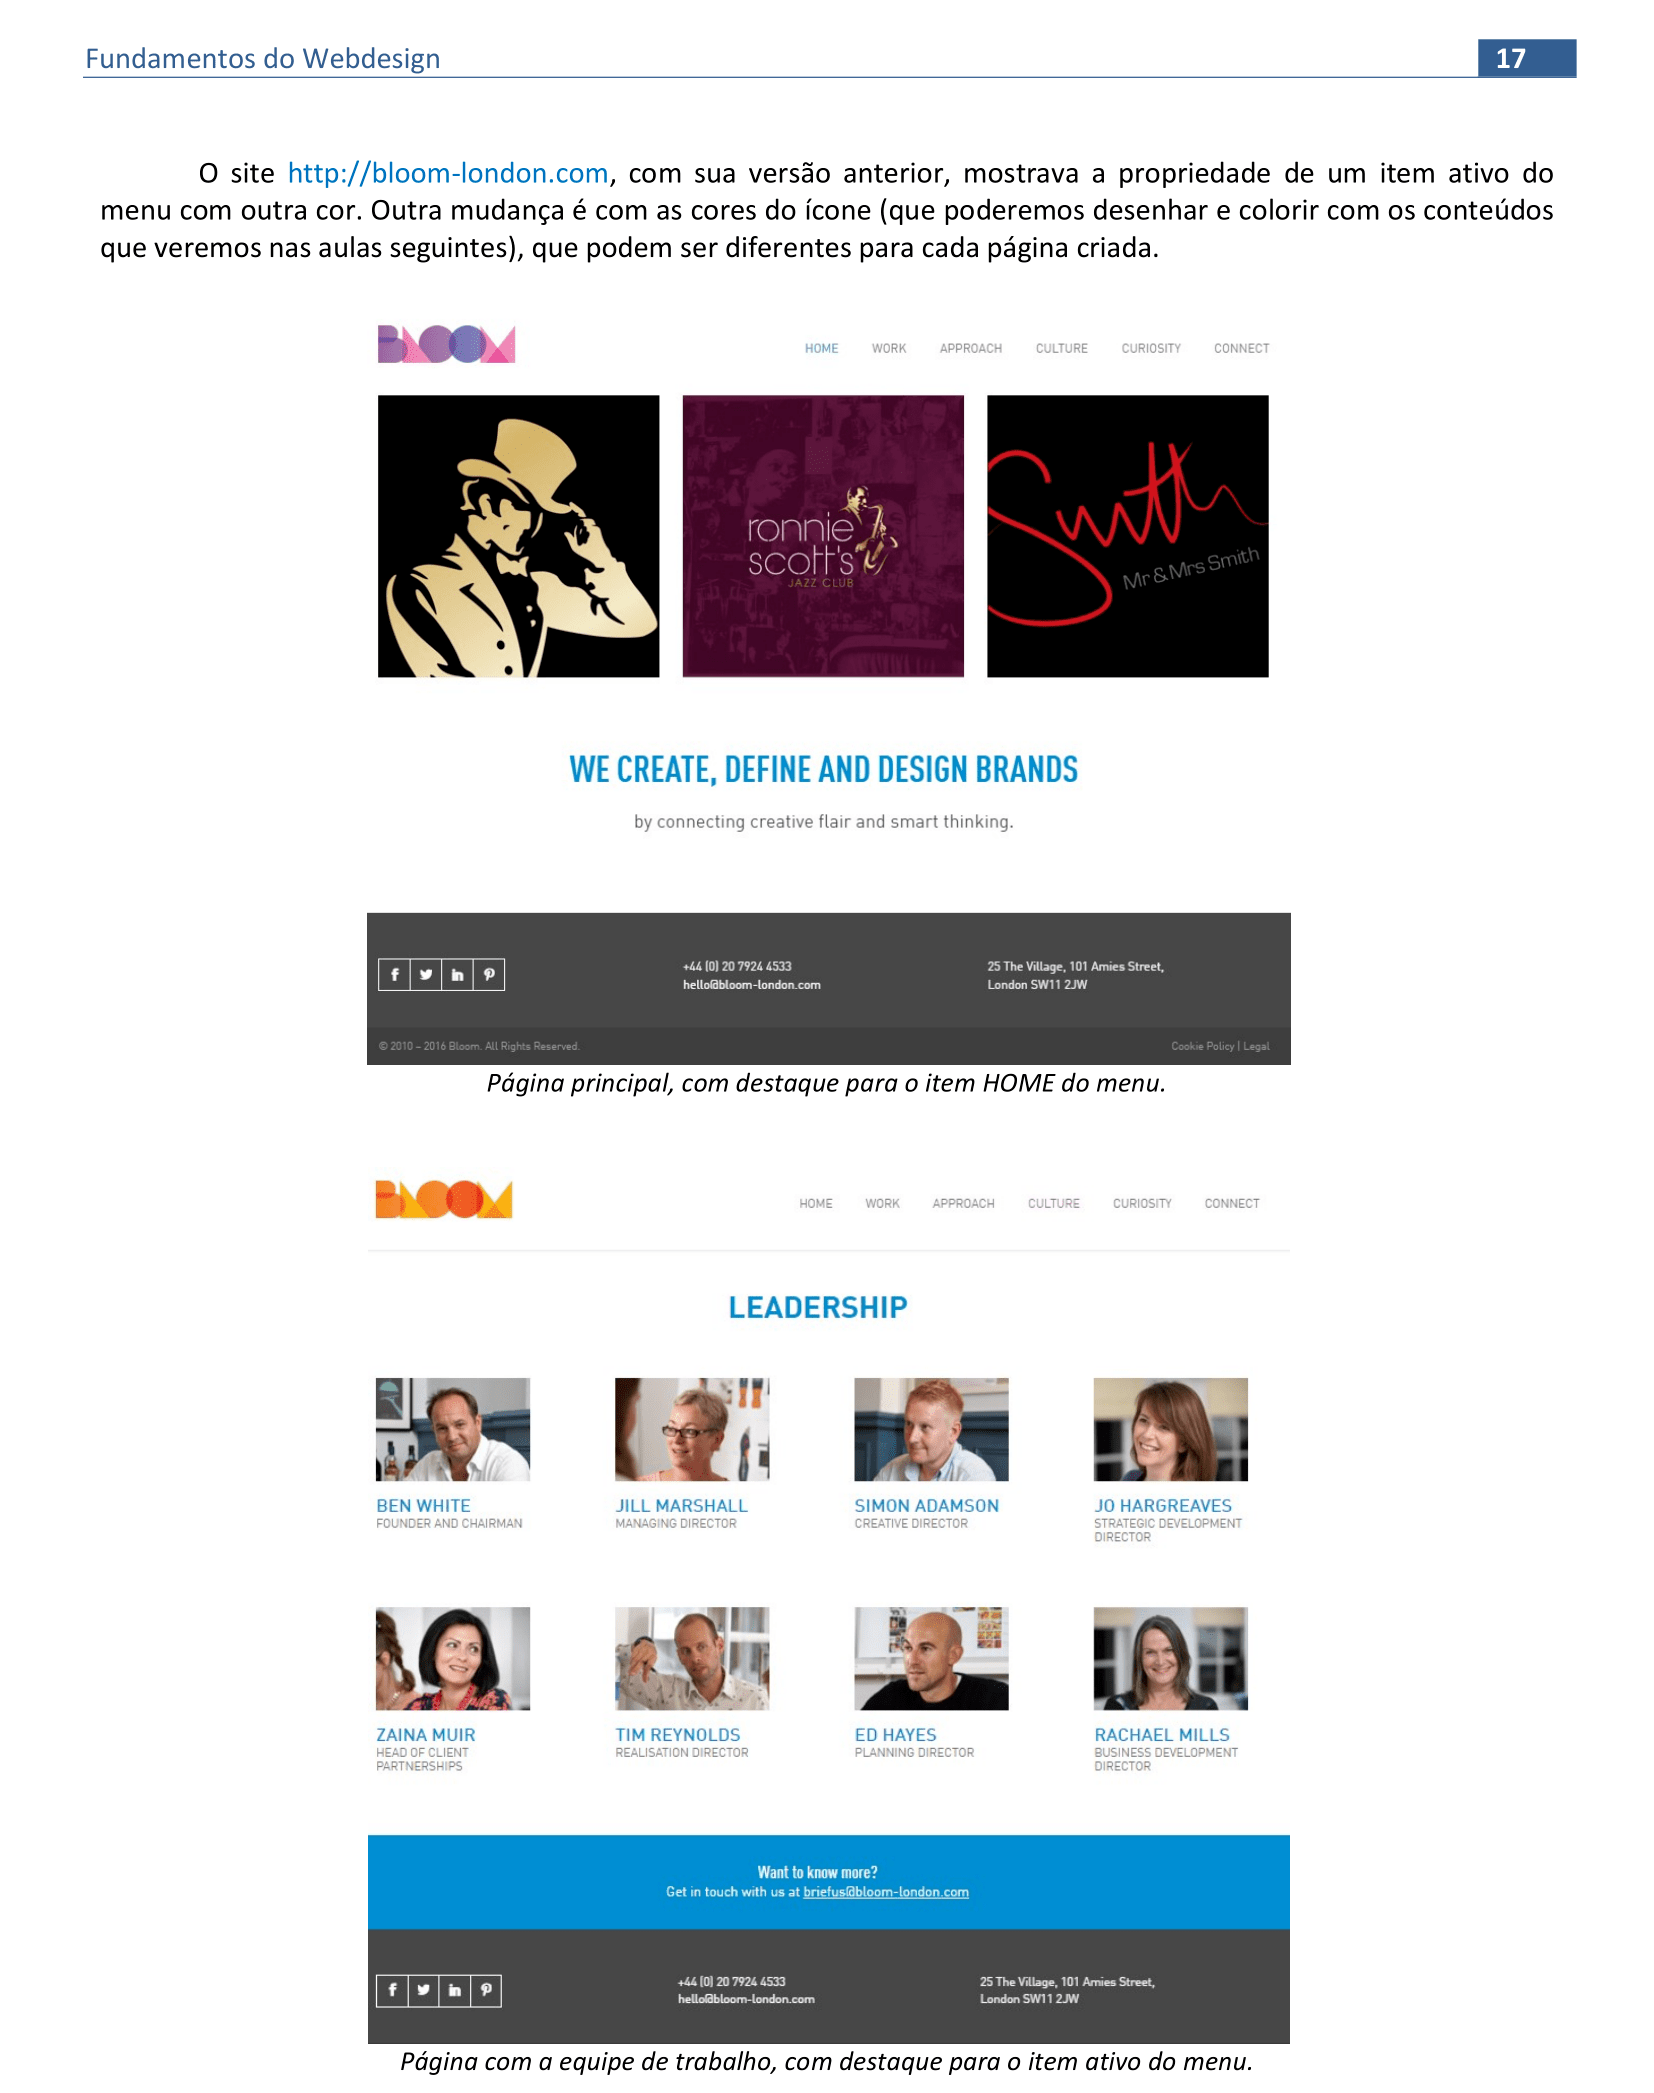 Fundamentos do Webdesign
17
O site http://bloom-london.com, com sua versão anterior, mostrava a propriedade de um item ativo do
menu com outra cor. Outra mudança é com as cores do ícone (que poderemos desenhar e colorir com os conteúdos
que veremos nas aulas seguintes), que podem ser diferentes para cada página criada.
BLOOM
HOME WORK APPROACH CULTURE CURIOSITY CONNECT
ronnie
scott's
JAZZ CLUB
Smith
Mr & Mrs Smith
WE CREATE, DEFINE AND DESIGN BRANDS
by connecting creative flair and smart thinking.
+44 (0) 20 7924 4533
hello@bloom-london.com
25 The Village, 101 Amies Street,
London SW11 2JW
© 2010 – 2016 Bloom. All Rights Reserved.
Cookie Policy | Legal
Página principal, com destaque para o item HOME do menu.
BLOOM
HOME WORK APPROACH CULTURE CURIOSITY CONNECT
LEADERSHIP
BEN WHITE
FOUNDER AND CHAIRMAN
JILL MARSHALL
MANAGING DIRECTOR
SIMON ADAMSON
CREATIVE DIRECTOR
JO HARGREAVES
STRATEGIC DEVELOPMENT
DIRECTOR
ZAINA MUIR
HEAD OF CLIENT
PARTNERSHIPS
TIM REYNOLDS
REALISATION DIRECTOR
ED HAYES
PLANNING DIRECTOR
RACHAEL MILLS
BUSINESS DEVELOPMENT
DIRECTOR
Want to know more?
Get in touch with us at briefus@bloom-london.com
+44 (0) 20 7924 4533
hello@bloom-london.com
25 The Village, 101 Amies Street,
London SW11 2JW
Página com a equipe de trabalho, com destaque para o item ativo do menu.